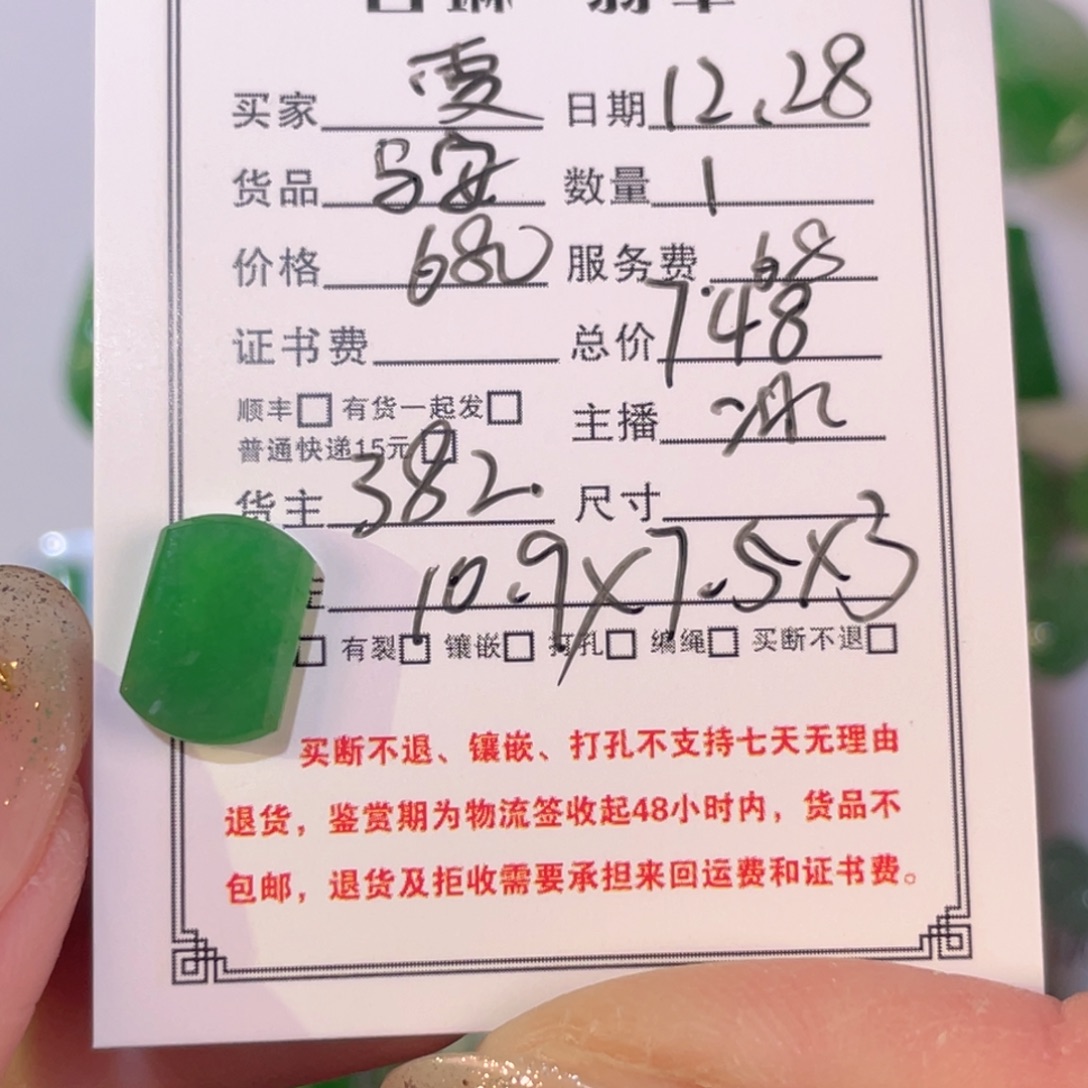 买家 雯 日期 12.28
货品 马安 数量 1
价格 680 服务费 68
证书费 总价 748
顺丰 有货一起发 主播
普通快递15元
货主 382 尺寸
10.9×7.5×3
有裂 镶嵌 打孔 编绳 买断不退
买断不退、镶嵌、打孔不支持七天无理由
退货，鉴赏期为物流签收起48小时内，货品不
包邮，退货及拒收需要承担来回运费和证书费。